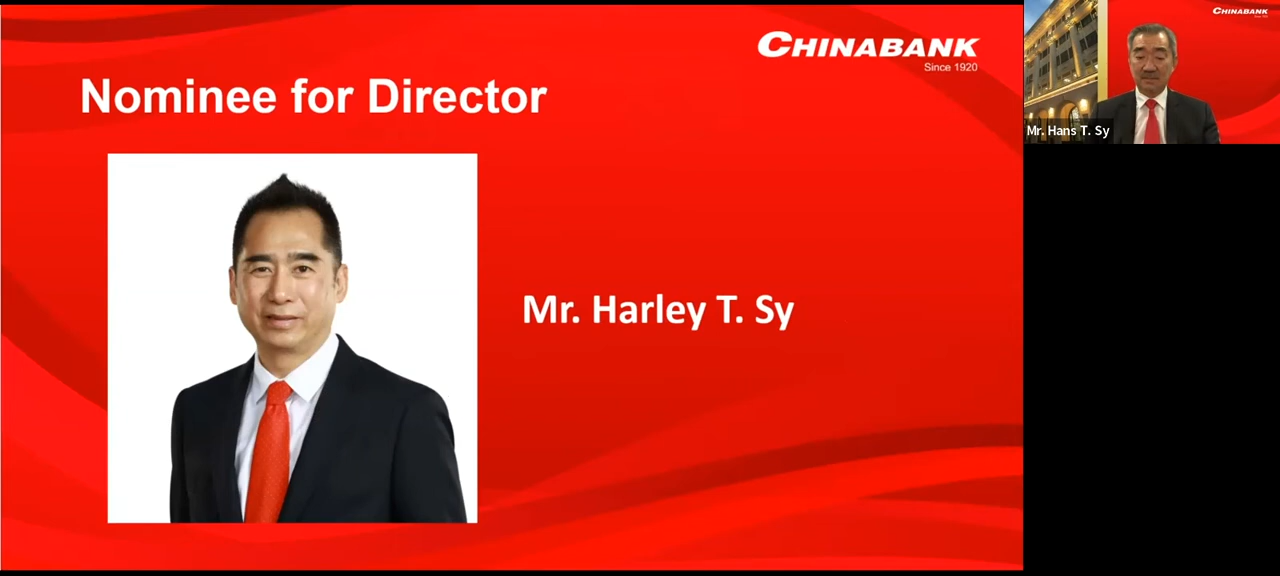 CHINABANK
Since 1920
Nominee for Director
Mr. Harley T. Sy
CHINABANK
Mr. Hans T. Sy